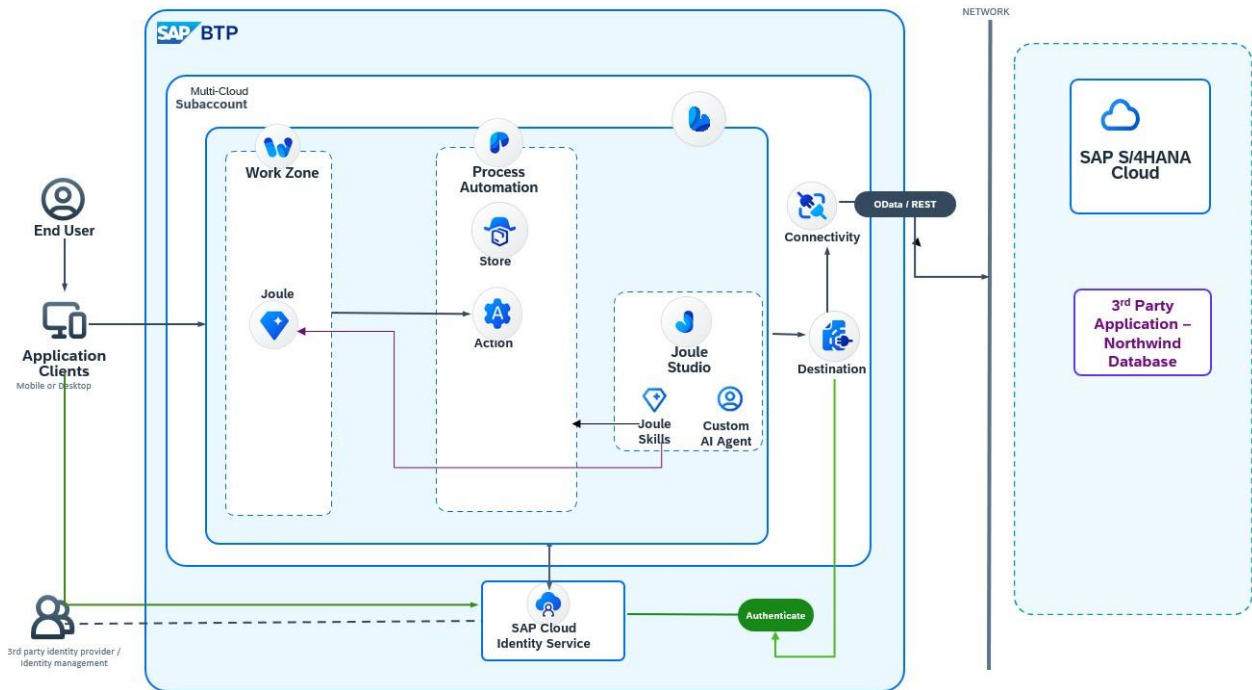 NETWORK
SAP BTP
Multi-Cloud
Subaccount
Work Zone
Process
Automation
SAP S/4HANA
Cloud
End User
OData / REST
Connectivity
Store
Joule
Action
Joule
Studio
3rd Party
Application –
Northwind
Database
Application
Clients
Mobile or Desktop
Destination
Joule
Skills
Custom
AI Agent
SAP Cloud
Identity Service
Authenticate
3rd party identity provider /
Identity management
A